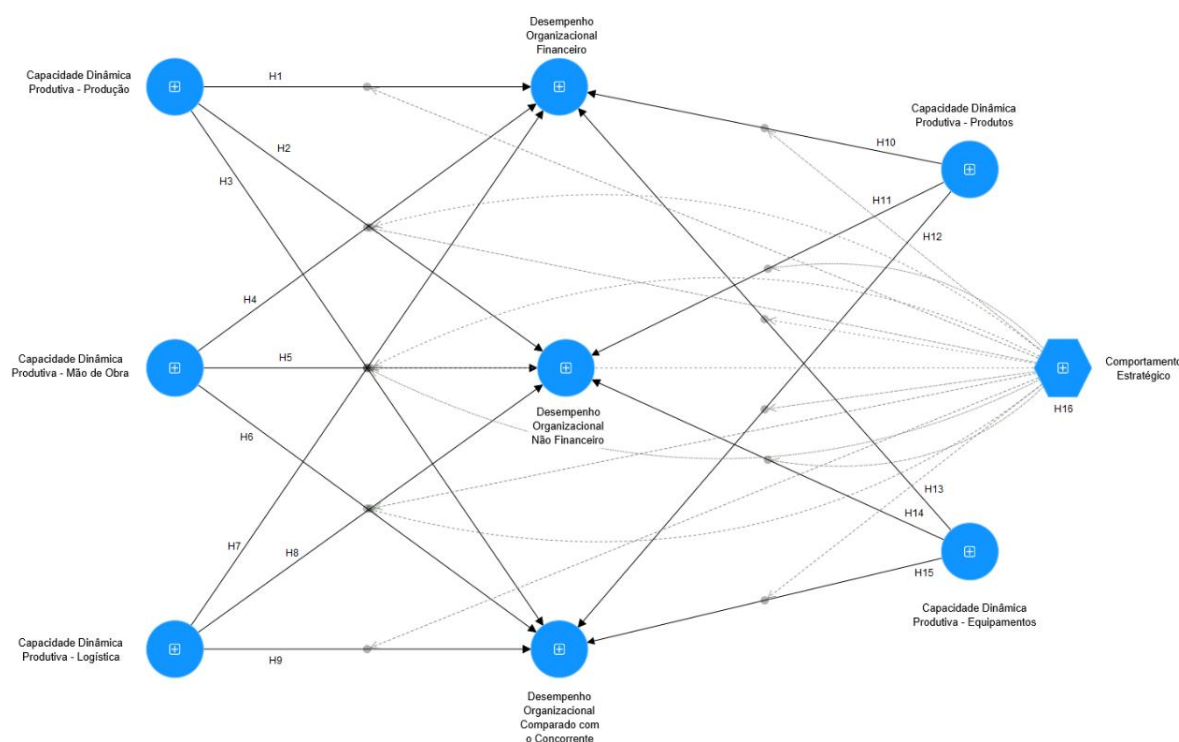 Desempenho
Organizacional
Financeiro
Capacidade Dinâmica
Produtiva - Produção
H1
H2
H3
Capacidade Dinâmica
Produtiva - Produtos
H10
H11
H12
H4
Capacidade Dinâmica
Produtiva - Mão de Obra
H5
H6
Desempenho
Organizacional
Não Financeiro
Comportamento
Estratégico
H16
H7
H8
H13
H14
H15
Capacidade Dinâmica
Produtiva - Equipamentos
Capacidade Dinâmica
Produtiva - Logística
H9
Desempenho
Organizacional
Comparado com
o Concorrente